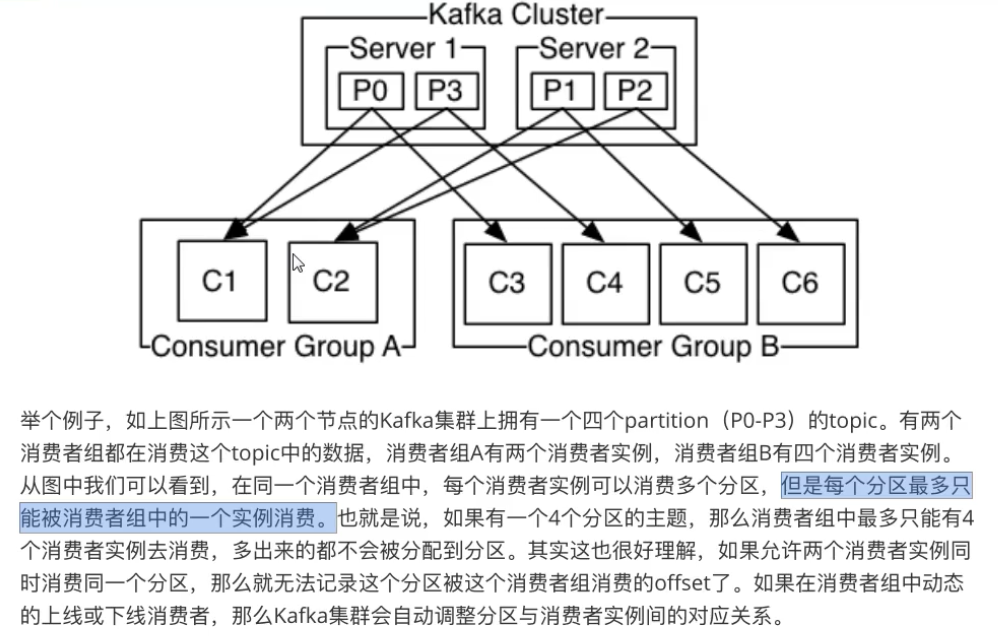 Kafka Cluster
Server 1
Server 2
P0
P3
P1
P2
C1
C2
C3
C4
C5
C6
Consumer Group A
Consumer Group B
举个例子，如上图所示一个两个节点的Kafka集群上拥有一个四个partition（P0-P3）的topic。有两个
消费者组都在消费这个topic中的数据，消费者组A有两个消费者实例，消费者组B有四个消费者实例。
从图中我们可以看到，在同一个消费者组中，每个消费者实例可以消费多个分区，但是每个分区最多只
能被消费者组中的一个实例消费。也就是说，如果有一个4个分区的主题，那么消费者组中最多只能有4
个消费者实例去消费，多出来的都不会被分配到分区。其实这也很好理解，如果允许两个消费者实例同
时消费同一个分区，那么就无法记录这个分区被这个消费者组消费的offset了。如果在消费者组中动态
的上线或下线消费者，那么Kafka集群会自动调整分区与消费者实例间的对应关系。